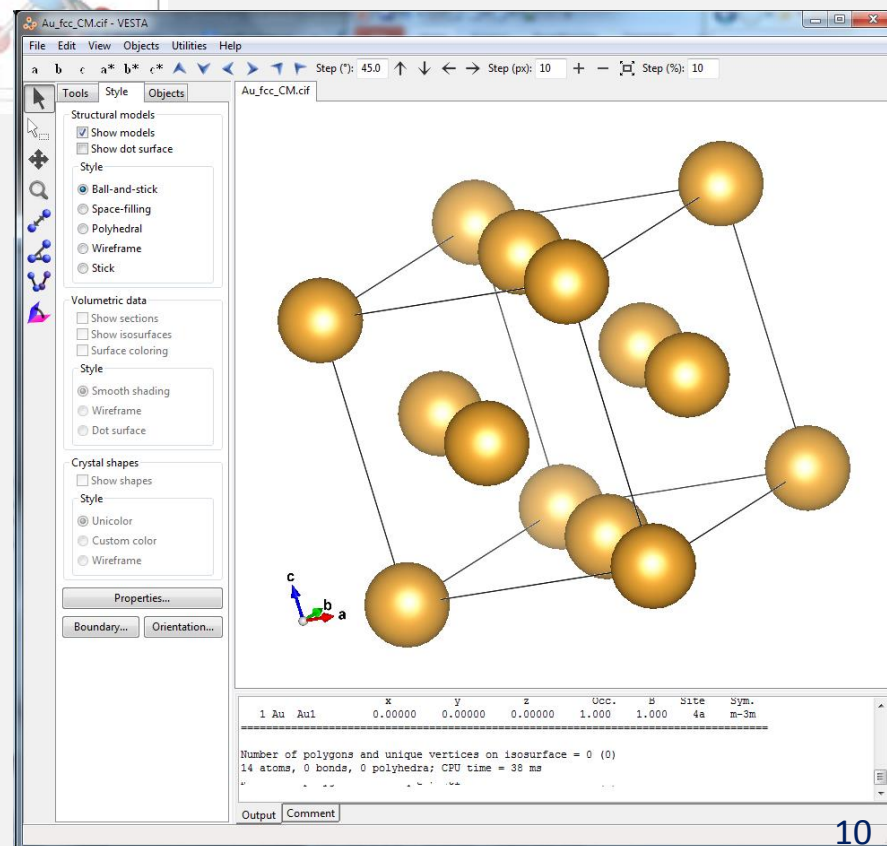 Au_fcc_CM.cif - VESTA
File Edit View Objects Utilities Help
a b c a* b* c* Step (°): 45.0 Step (px): 10 Step (%): 10
Tools Style Objects
Au_fcc_CM.cif
Structural models
Show models
Show dot surface
Style
Ball-and-stick
Space-filling
Polyhedral
Wireframe
Stick
Volumetric data
Show sections
Show isosurfaces
Surface coloring
Style
Smooth shading
Wireframe
Dot surface
Crystal shapes
Show shapes
Style
Unicolor
Custom color
Wireframe
Properties...
Boundary... Orientation...
c
b
a
x y z Occ. B Site Sym.
1 Au Au1 0.00000 0.00000 0.00000 1.000 1.000 4a m-3m
Number of polygons and unique vertices on isosurface = 0 (0)
14 atoms, 0 bonds, 0 polyhedra; CPU time = 38 ms
Output Comment
10